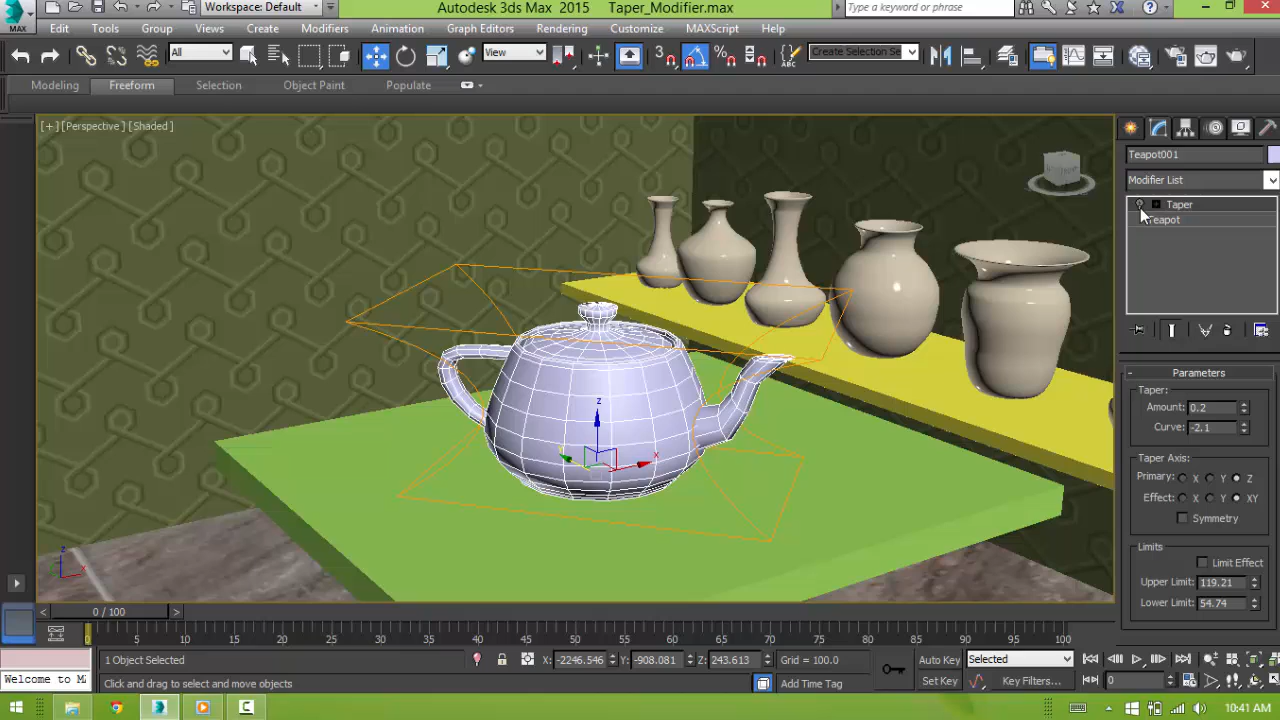 Workspace: Default
Autodesk 3ds Max 2015 Taper_Modifier.max
Type a keyword or phrase
MAX
Edit Tools Group Views Create Modifiers Animation Graph Editors Rendering Customize MAXScript Help
All View Create Selection Se
Modeling Freeform Selection Object Paint Populate
[+] [Perspective] [Shaded]
Teapot001
Modifier List
Taper
Teapot
Parameters
Taper:
Amount: 0.2
Curve: -2.1
Taper Axis:
Primary: X Y Z
Effect: X Y XY
Symmetry
Limits
Limit Effect
Upper Limit: 119.21
Lower Limit: 54.74
z
x
z
x
0 / 100
0 5 10 15 20 25 30 35 40 45 50 55 60 65 70 75 80 85 90 95 100
1 Object Selected X: -2246.546 Y: -908.081 Z: 243.613 Grid = 100.0 Auto Key Selected
Welcome to M
Click and drag to select and move objects Add Time Tag Set Key Key Filters... 0
10:41 AM